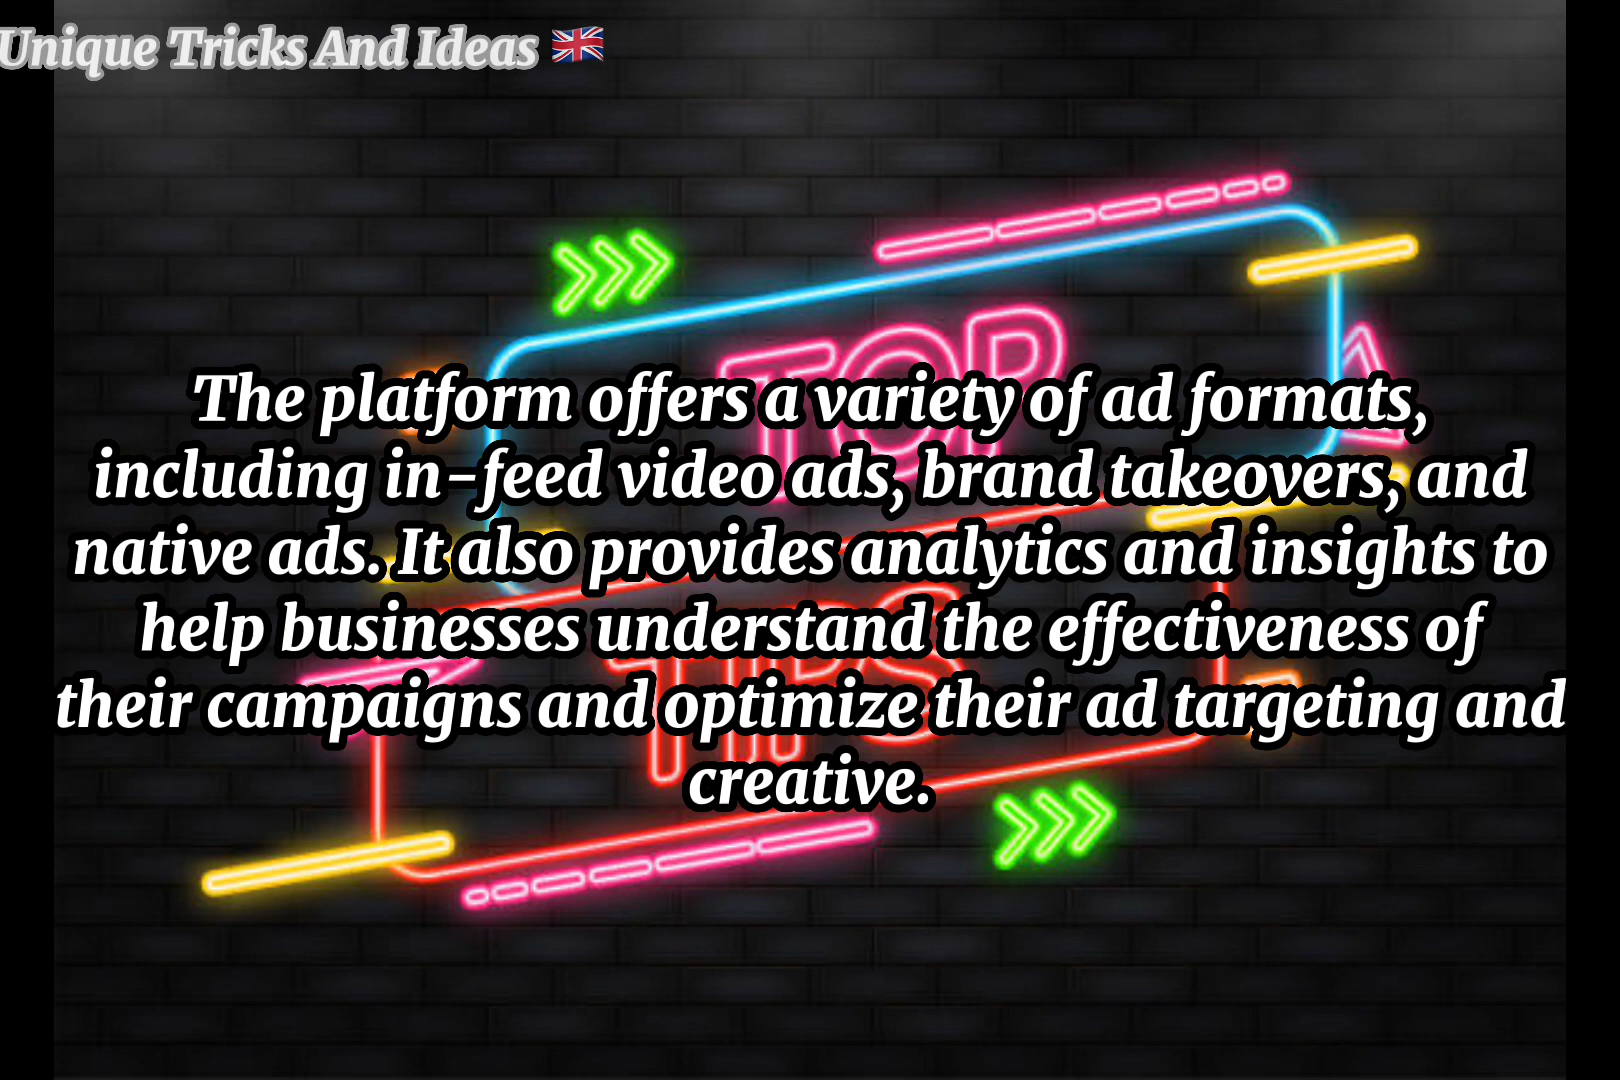 Unique Tricks And Ideas 🇬🇧
TOP
The platform offers a variety of ad formats,
including in-feed video ads, brand takeovers, and
native ads. It also provides analytics and insights to
help businesses understand the effectiveness of
TIPS
their campaigns and optimize their ad targeting and
creative.